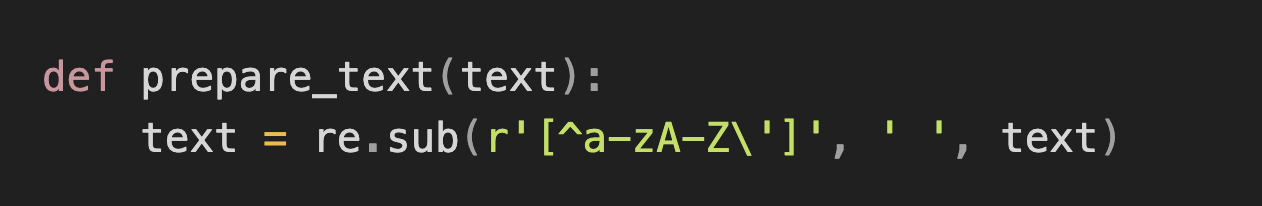 def prepare_text(text):
    text = re.sub(r'[^a-zA-Z\']', ' ', text)